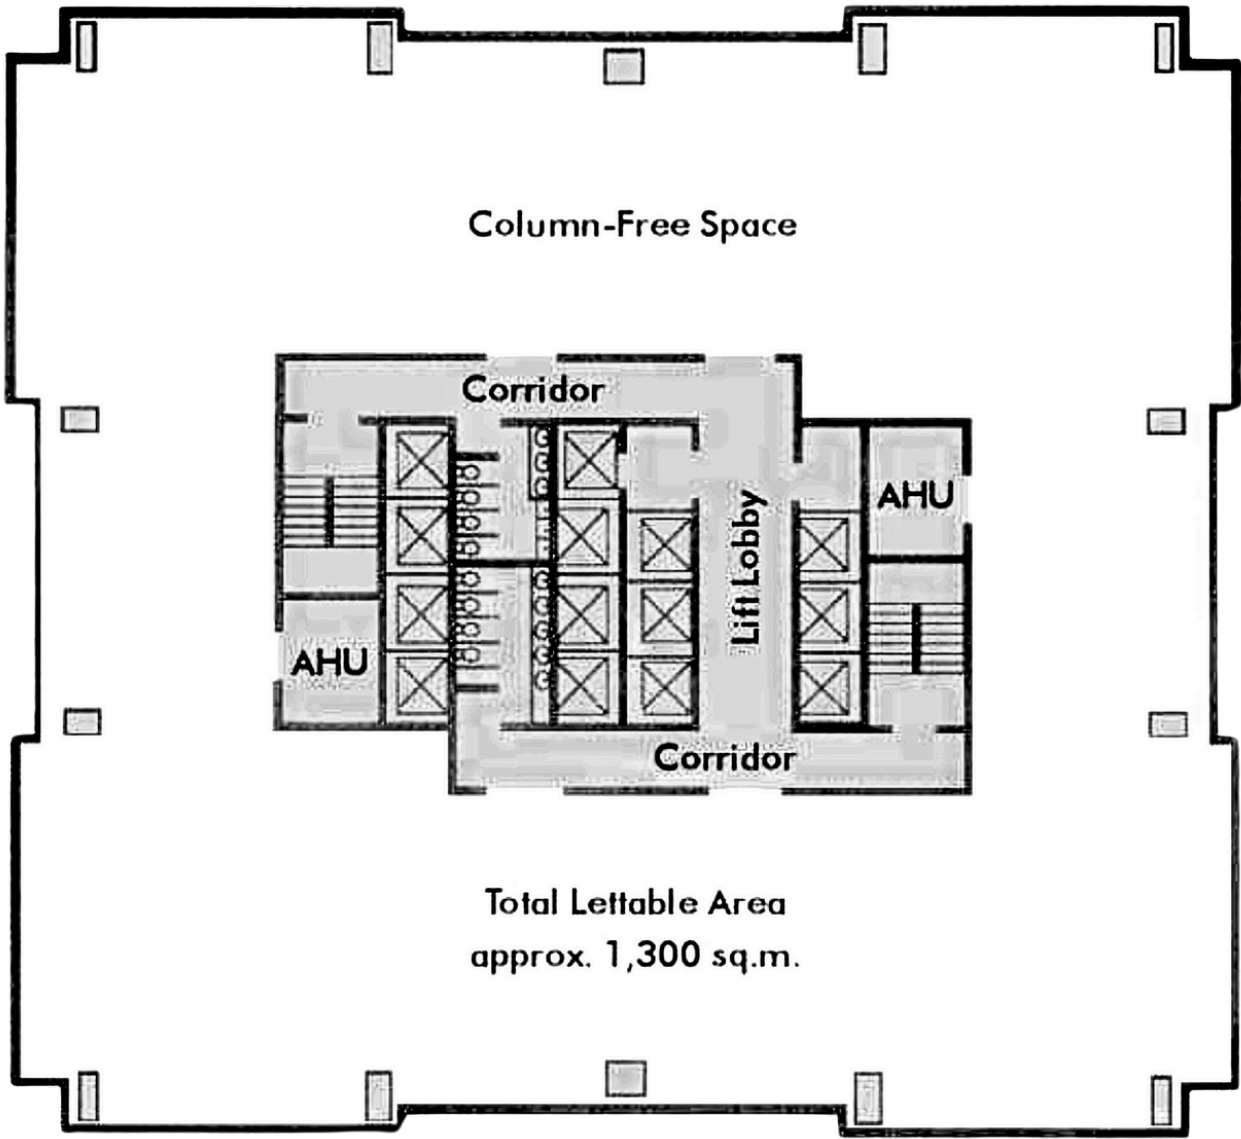 Column-Free Space
Corridor
AHU
Lift Lobby
AHU
Corridor
Total Lettable Area
approx. 1,300 sq.m.